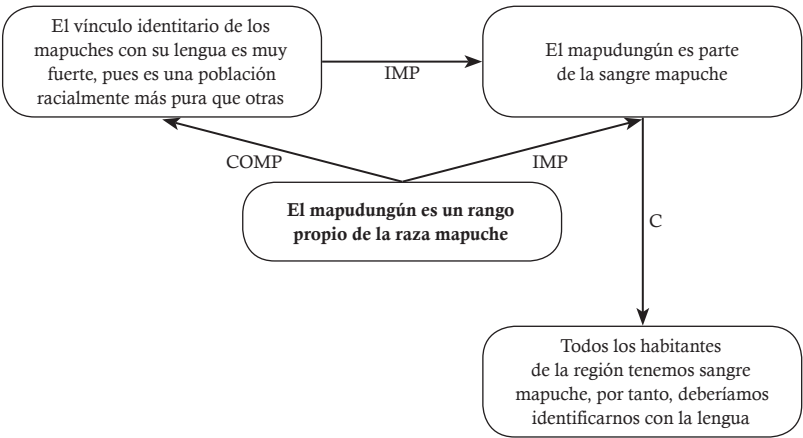 El vínculo identitario de los
mapuches con su lengua es muy
fuerte, pues es una población
racialmente más pura que otras
IMP
El mapudungún es parte
de la sangre mapuche
COMP
IMP
El mapudungún es un rango
propio de la raza mapuche
C
Todos los habitantes
de la región tenemos sangre
mapuche, por tanto, deberíamos
identificarnos con la lengua